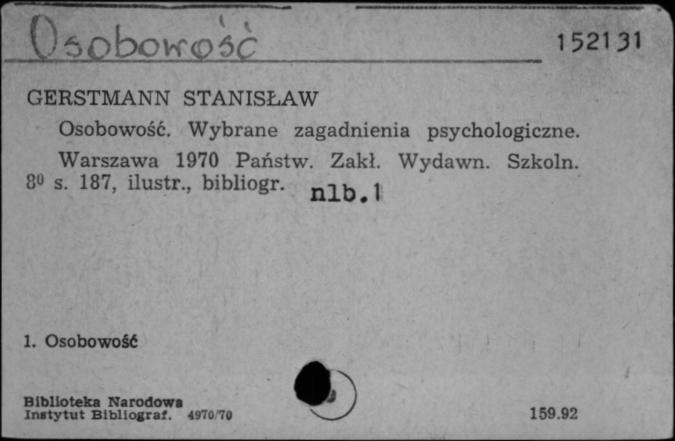 Osobowość
152131
GERSTMANN STANISŁAW
Osobowość. Wybrane zagadnienia psychologiczne.
Warszawa 1970 Państw. Zakł. Wydawn. Szkoln.
8⁰ s. 187, ilustr., bibliogr. nlb.1
1. Osobowość
Biblioteka Narodowa
Instytut Bibliograf. 4970/70
159.92